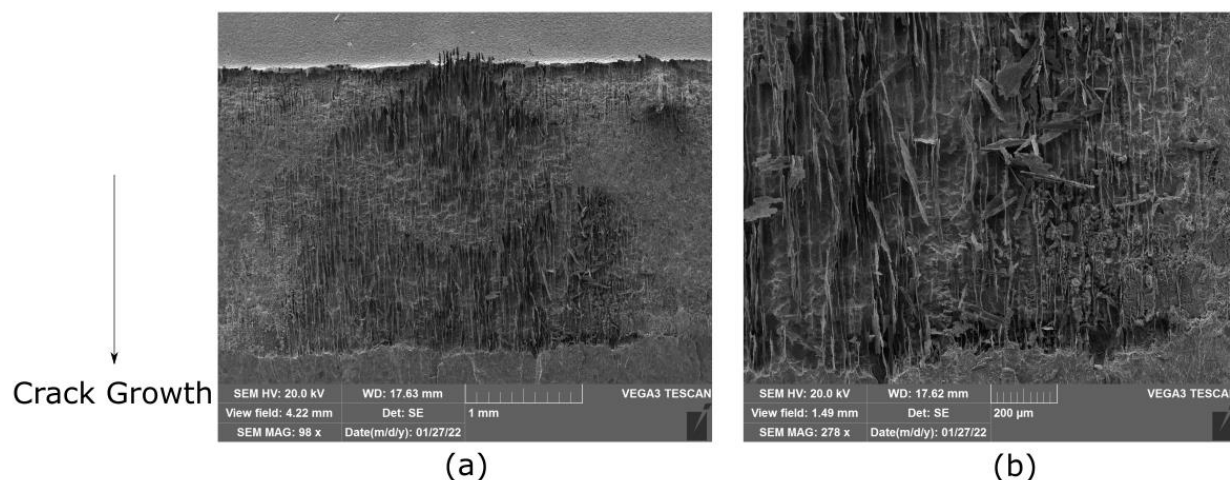 Crack Growth
SEM HV: 20.0 kV WD: 17.63 mm VEGA3 TESCAN
View field: 4.22 mm Det: SE 1 mm
SEM MAG: 98 x Date(m/d/y): 01/27/22
(a)
SEM HV: 20.0 kV WD: 17.62 mm VEGA3 TESCAN
View field: 1.49 mm Det: SE 200 µm
SEM MAG: 278 x Date(m/d/y): 01/27/22
(b)